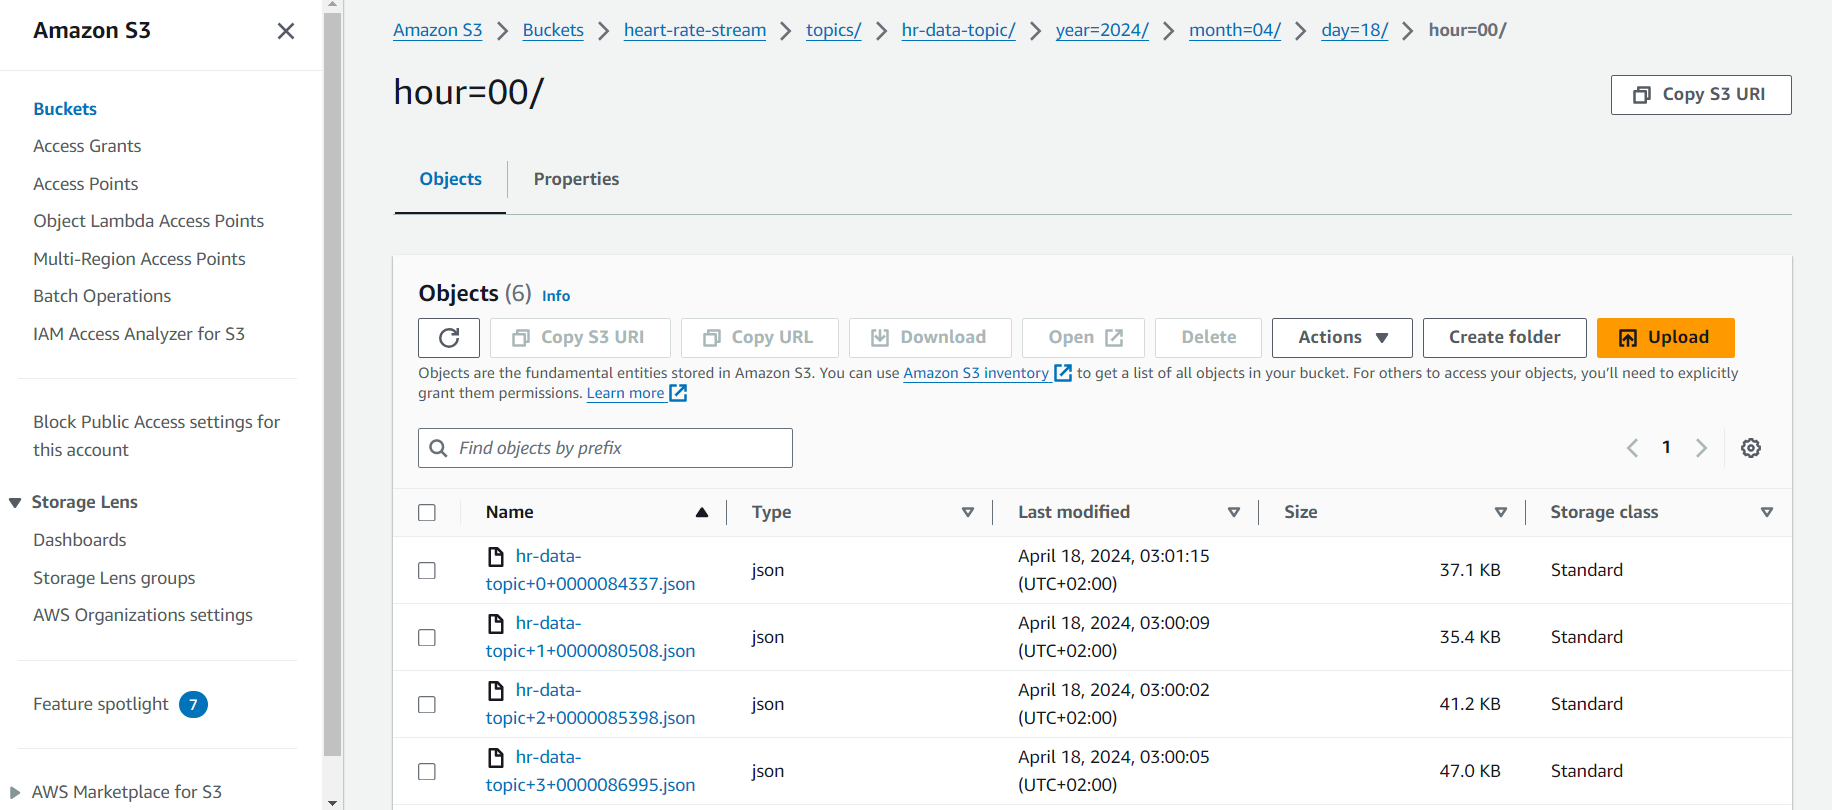 Amazon S3
Buckets
Access Grants
Access Points
Object Lambda Access Points
Multi-Region Access Points
Batch Operations
IAM Access Analyzer for S3
Block Public Access settings for
this account
Storage Lens
Dashboards
Storage Lens groups
AWS Organizations settings
Feature spotlight 7
AWS Marketplace for S3
Amazon S3 Buckets heart-rate-stream topics/ hr-data-topic/ year=2024/ month=04/ day=18/ hour=00/
hour=00/
Copy S3 URI
Objects Properties
Objects (6) Info
Copy S3 URI Copy URL Download Open Delete Actions Create folder Upload
Objects are the fundamental entities stored in Amazon S3. You can use Amazon S3 inventory to get a list of all objects in your bucket. For others to access your objects, you'll need to explicitly
grant them permissions. Learn more
Find objects by prefix
1
Name Type Last modified Size Storage class
hr-data-
topic+0+0000084337.json
json
April 18, 2024, 03:01:15
(UTC+02:00)
37.1 KB
Standard
hr-data-
topic+1+0000080508.json
json
April 18, 2024, 03:00:09
(UTC+02:00)
35.4 KB
Standard
hr-data-
topic+2+0000085398.json
json
April 18, 2024, 03:00:02
(UTC+02:00)
41.2 KB
Standard
hr-data-
topic+3+0000086995.json
json
April 18, 2024, 03:00:05
(UTC+02:00)
47.0 KB
Standard